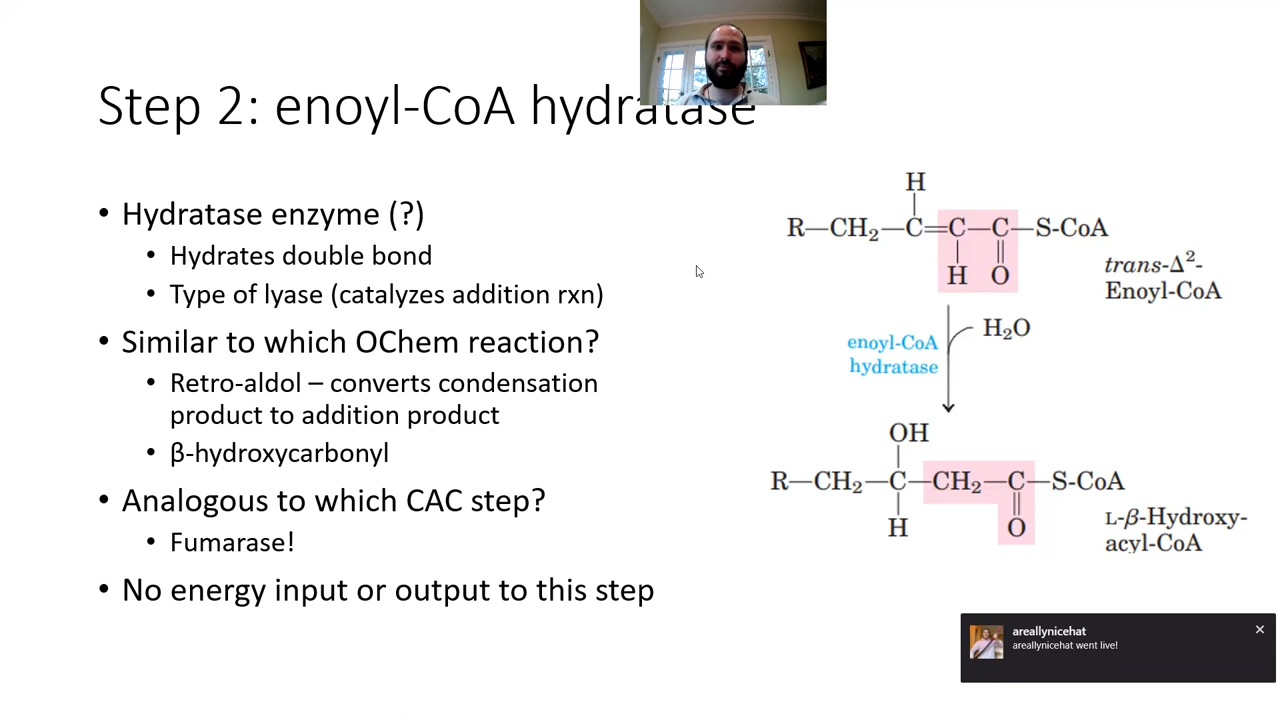 Step 2: enoyl-CoA hydratase
• Hydratase enzyme (?)
• Hydrates double bond
• Type of lyase (catalyzes addition rxn)
• Similar to which OChem reaction?
• Retro-aldol – converts condensation
product to addition product
• β-hydroxycarbonyl
• Analogous to which CAC step?
• Fumarase!
• No energy input or output to this step
H
R—CH₂—C=C—C—S-CoA
H O
trans-Δ²-
Enoyl-CoA
H₂O
enoyl-CoA
hydratase
OH
R—CH₂—C—CH₂—C—S-CoA
H O
L-β-Hydroxy-
acyl-CoA
areallynicehat
areallynicehat went live!